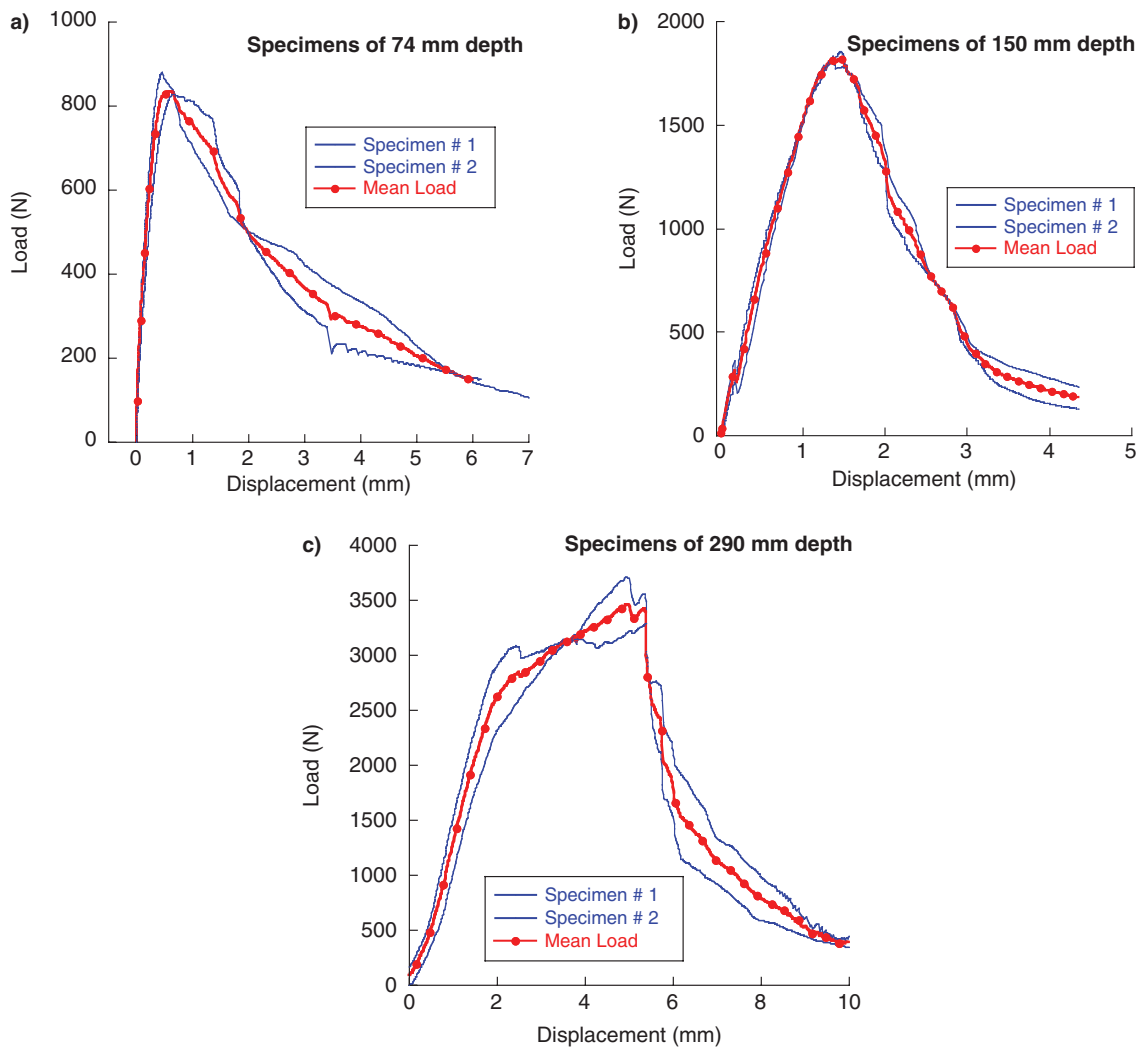 a)
Specimens of 74 mm depth
1000
800
600
400
200
0
Load (N)
Specimen # 1
Specimen # 2
Mean Load
0 1 2 3 4 5 6 7
Displacement (mm)
b)
Specimens of 150 mm depth
2000
1500
1000
500
0
Load (N)
Specimen # 1
Specimen # 2
Mean Load
0 1 2 3 4 5
Displacement (mm)
c)
Specimens of 290 mm depth
4000
3500
3000
2500
2000
1500
1000
500
0
Load (N)
Specimen # 1
Specimen # 2
Mean Load
0 2 4 6 8 10
Displacement (mm)